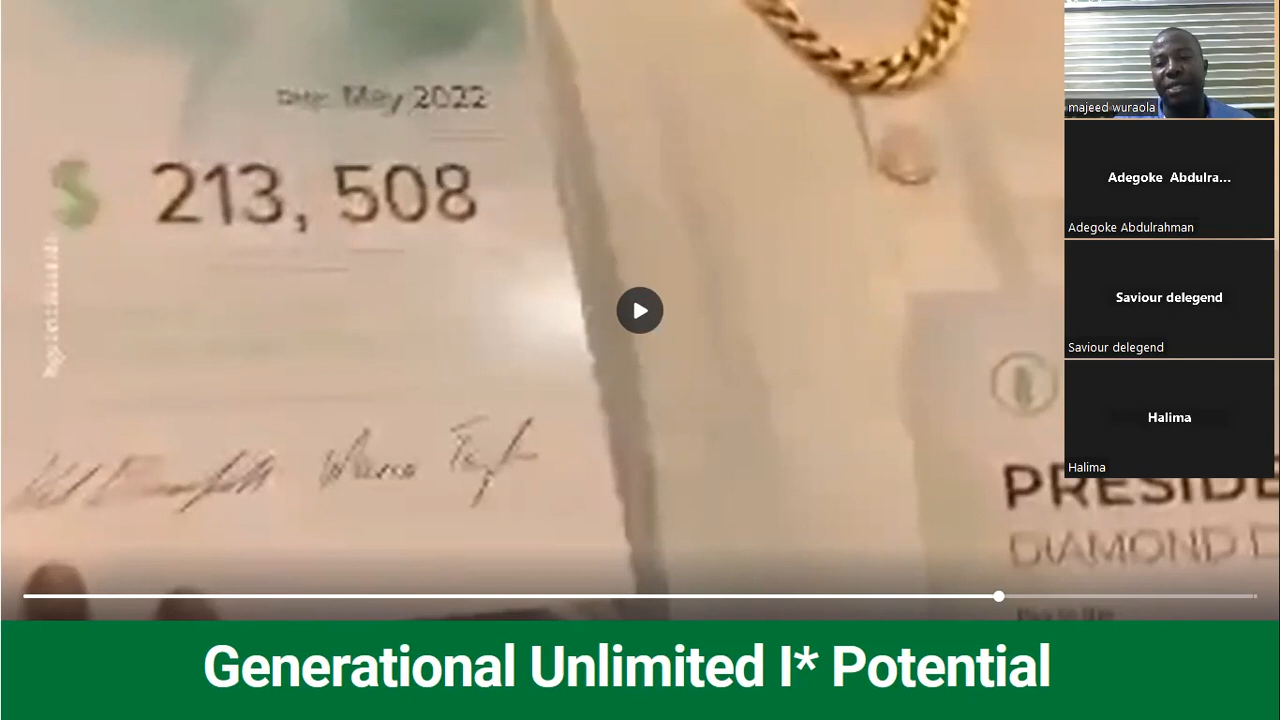 May 2022
$ 213, 508
PRESIDE
DIAMOND D
majeed wuraola
Adegoke Abdulra...
Adegoke Abdulrahman
Saviour delegend
Saviour delegend
Halima
Halima
Generational Unlimited I* Potential